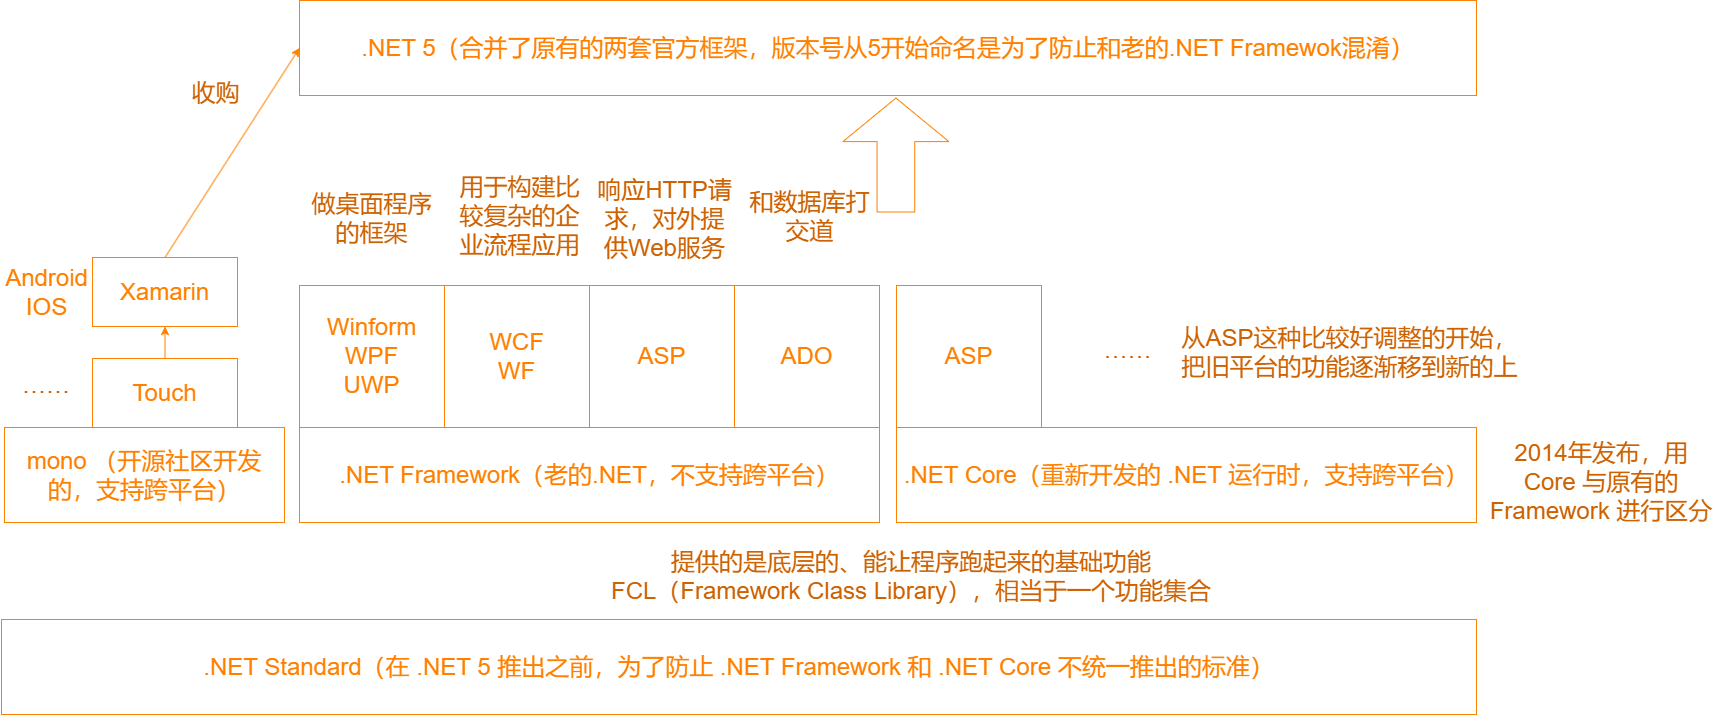 .NET 5（合并了原有的两套官方框架，版本号从5开始命名是为了防止和老的.NET Framewok混淆）
收购
做桌面程序
的框架
用于构建比
较复杂的企
业流程应用
响应HTTP请
求，对外提
供Web服务
和数据库打
交道
Android
IOS
Xamarin
Winform
WPF
UWP
WCF
WF
ASP
ADO
ASP
……
从ASP这种比较好调整的开始，
把旧平台的功能逐渐移到新的上
……
Touch
mono （开源社区开发
的，支持跨平台）
.NET Framework（老的.NET，不支持跨平台）
.NET Core（重新开发的 .NET 运行时，支持跨平台）
2014年发布，用
Core 与原有的
Framework 进行区分
提供的是底层的、能让程序跑起来的基础功能
FCL（Framework Class Library），相当于一个功能集合
.NET Standard（在 .NET 5 推出之前，为了防止 .NET Framework 和 .NET Core 不统一推出的标准）